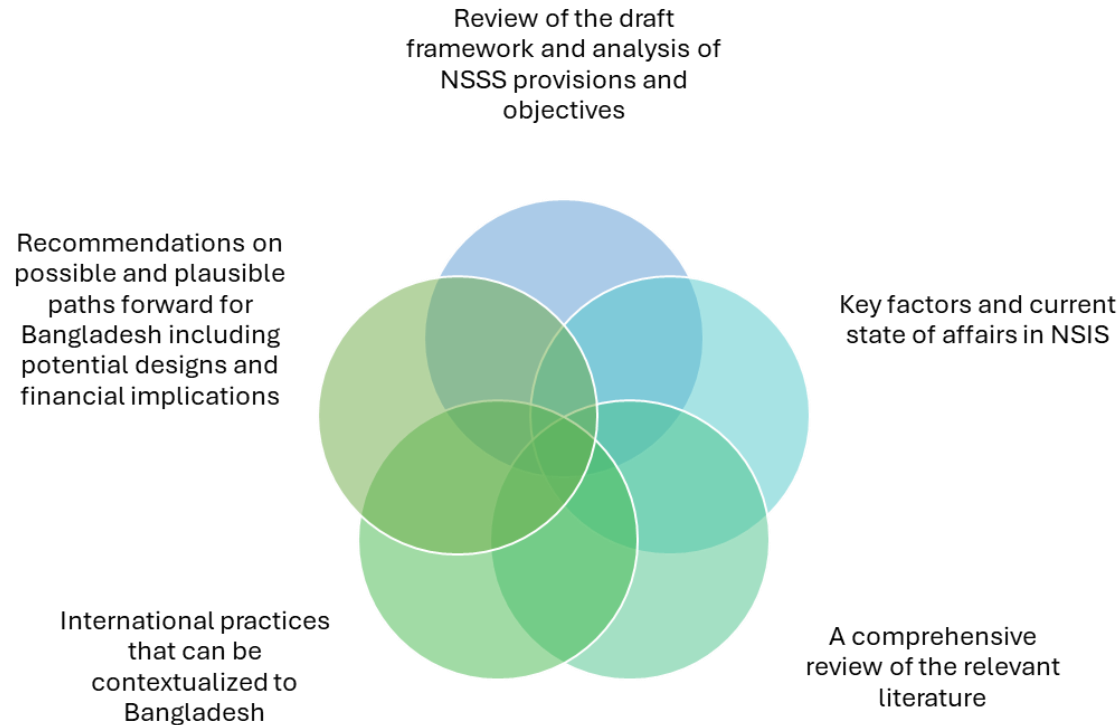 Review of the draft
framework and analysis of
NSSS provisions and
objectives
Key factors and current
state of affairs in NSIS
A comprehensive
review of the relevant
literature
International practices
that can be
contextualized to
Bangladesh
Recommendations on
possible and plausible
paths forward for
Bangladesh including
potential designs and
financial implications